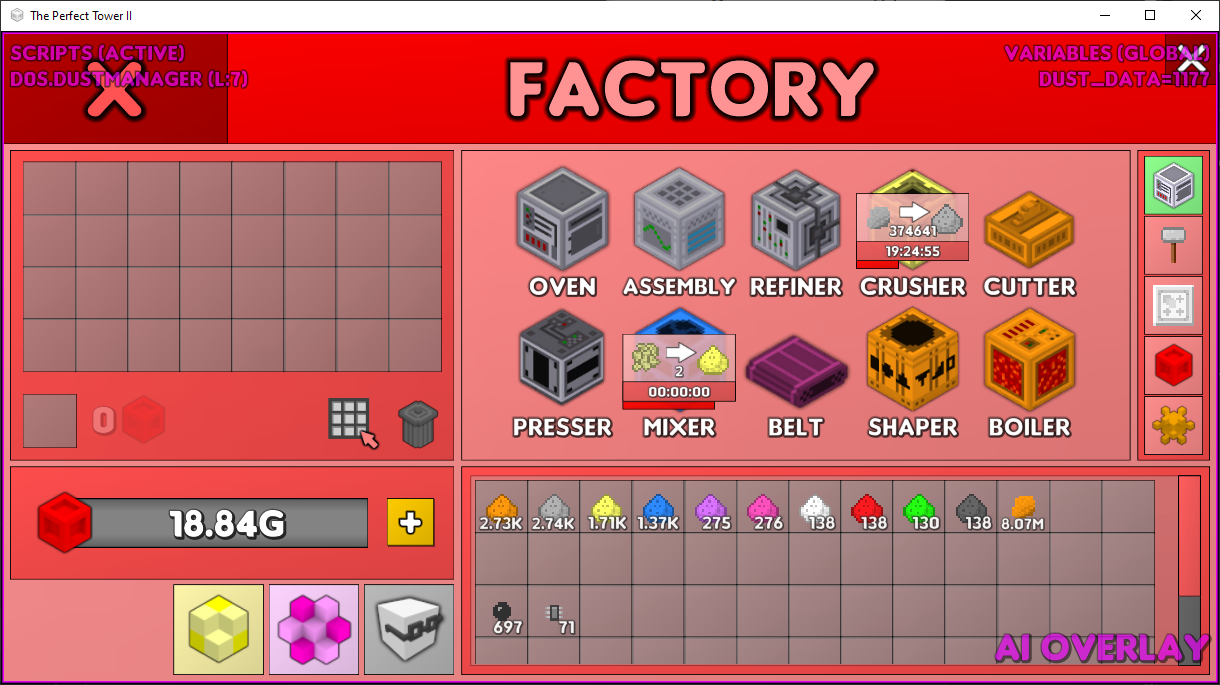 The Perfect Tower II
SCRIPTS (ACTIVE)
DOS.DUSTMANAGER (L:7)
FACTORY
VARIABLES (GLOBAL)
DUST_DATA=1177
374641
19:24:55
OVEN
ASSEMBLY
REFINER
CRUSHER
CUTTER
2
00:00:00
PRESSER
MIXER
BELT
SHAPER
BOILER
0
18.84G
+
2.73K
2.74K
1.71K
1.37K
275
276
138
138
130
138
8.07M
697
71
AI OVERLAY